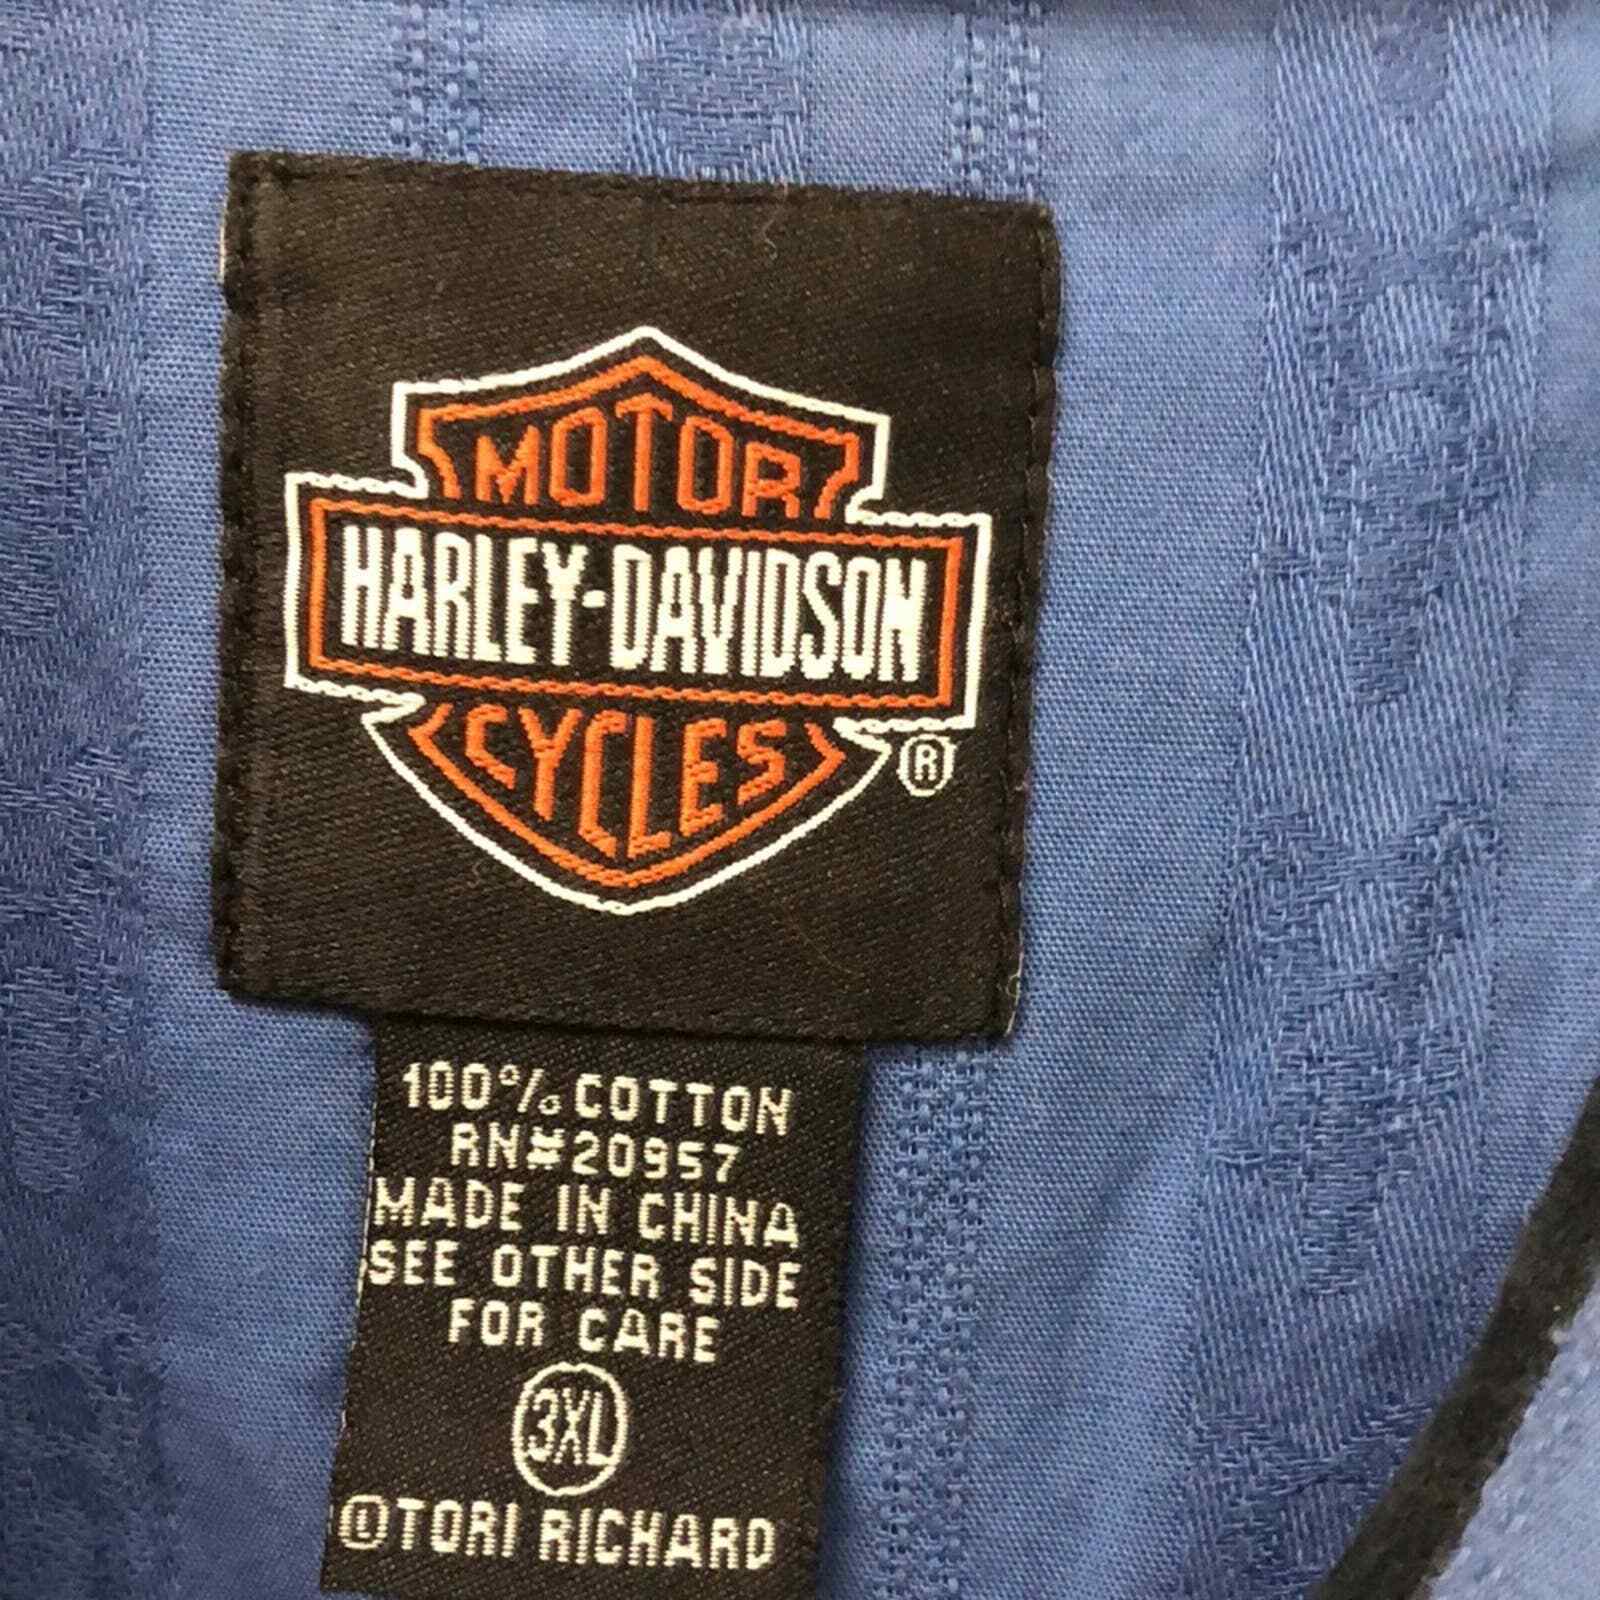 MOTOR
HARLEY-DAVIDSON
CYCLES
®
100% COTTON
RN#20957
MADE IN CHINA
SEE OTHER SIDE
FOR CARE
3XL
Ⓛ TORI RICHARD